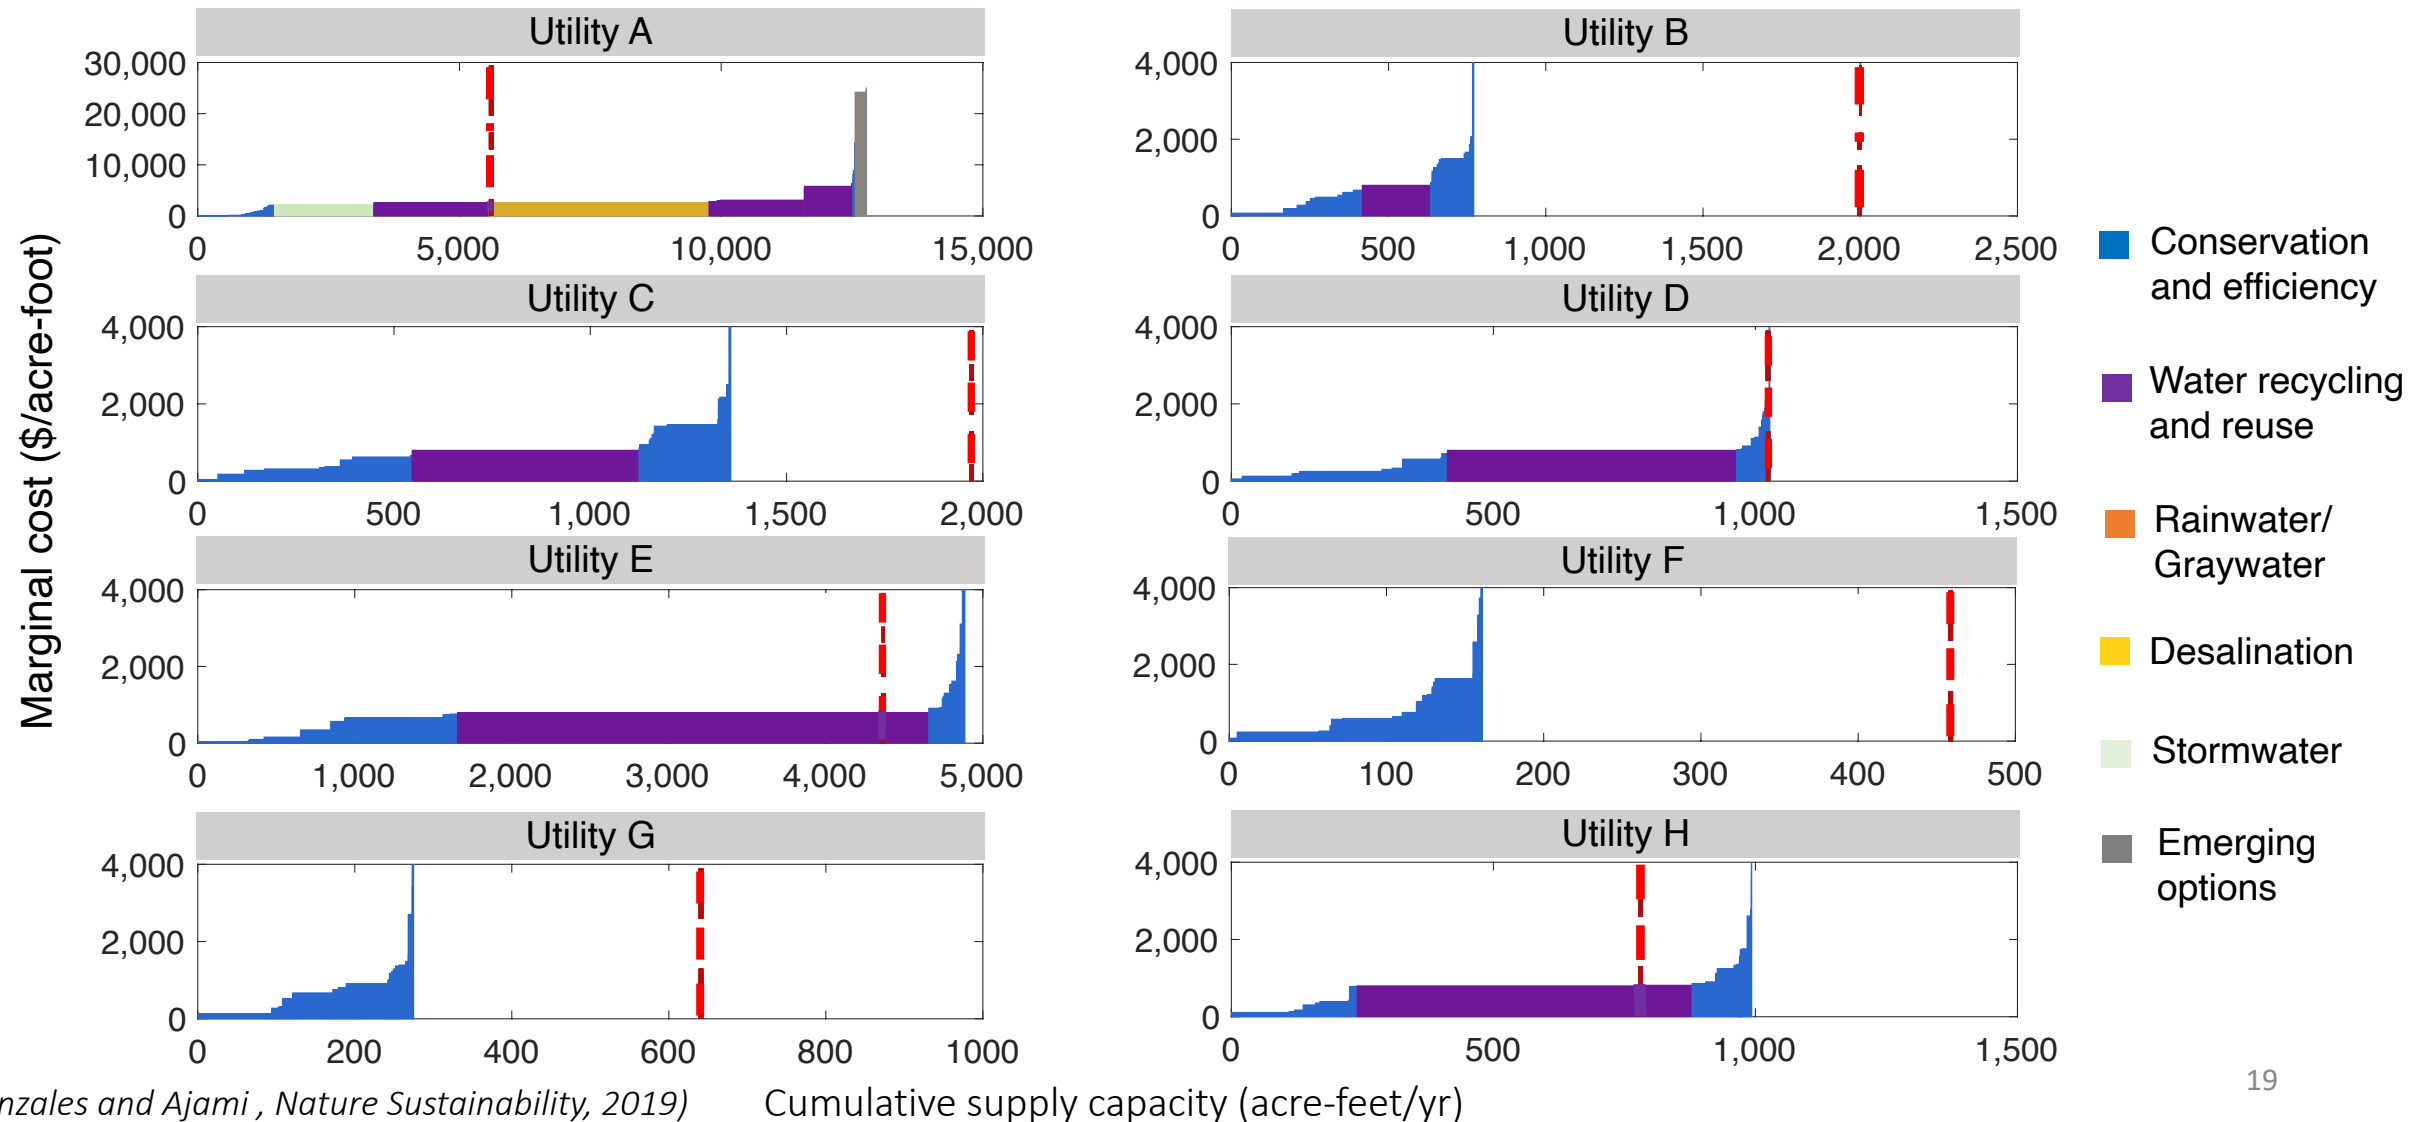 Utility A
30,000
20,000
10,000
0
0 5,000 10,000 15,000
Utility B
4,000
2,000
0
0 500 1,000 1,500 2,000 2,500
Utility C
4,000
2,000
0
0 500 1,000 1,500 2,000
Utility D
4,000
2,000
0
0 500 1,000 1,500
Utility E
4,000
2,000
0
0 1,000 2,000 3,000 4,000 5,000
Utility F
4,000
2,000
0
0 100 200 300 400 500
Utility G
4,000
2,000
0
0 200 400 600 800 1000
Utility H
4,000
2,000
0
0 500 1,000 1,500
Marginal cost ($/acre-foot)
Cumulative supply capacity (acre-feet/yr)
Conservation
and efficiency
Water recycling
and reuse
Rainwater/
Graywater
Desalination
Stormwater
Emerging
options
nzales and Ajami , Nature Sustainability, 2019)
19